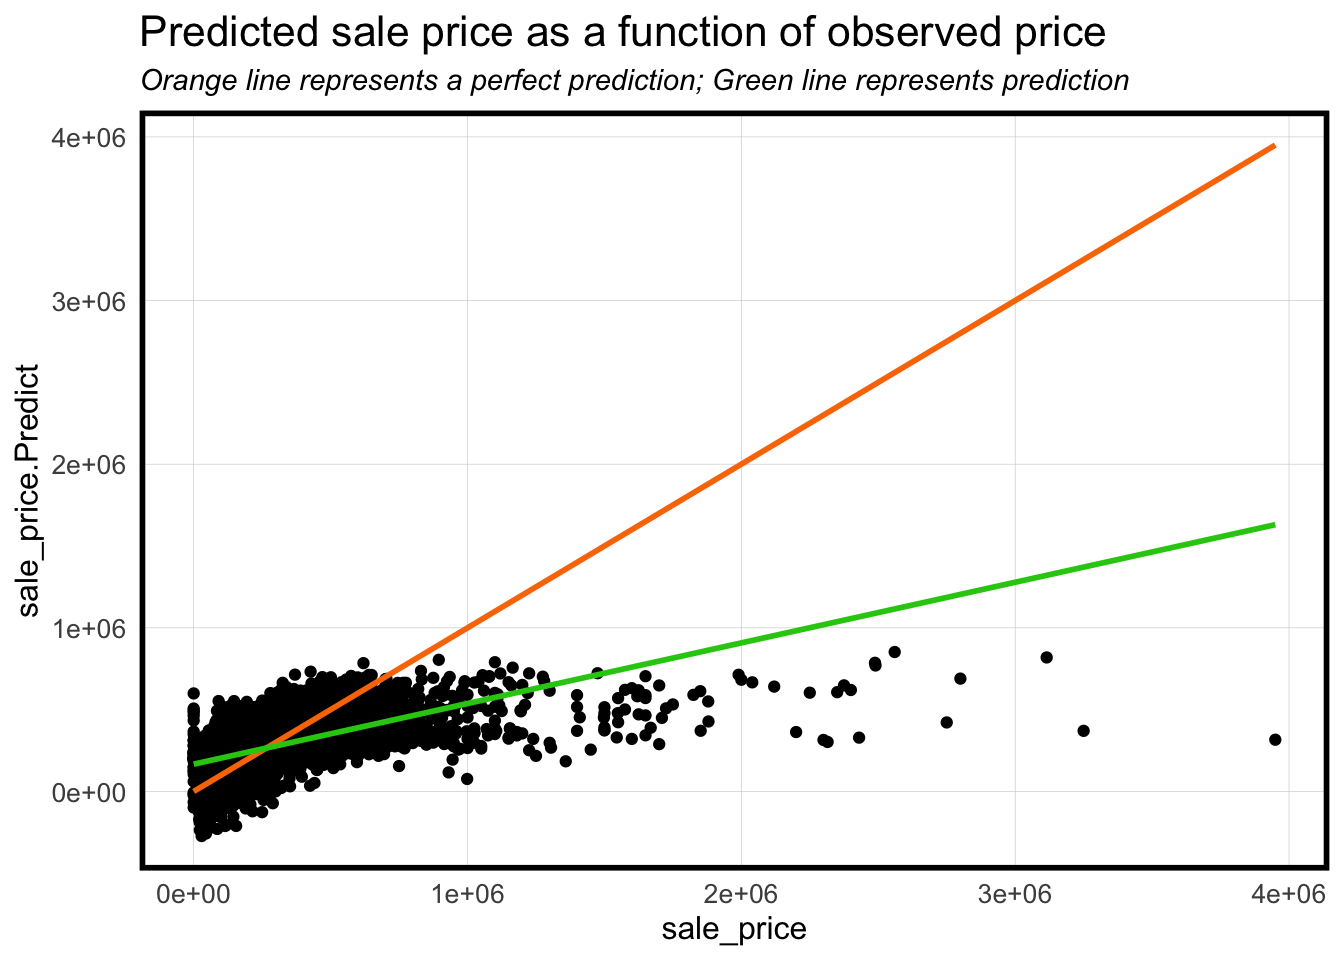 Predicted sale price as a function of observed price
Orange line represents a perfect prediction; Green line represents prediction
4e+06
3e+06
2e+06
1e+06
0e+00
sale_price.Predict
0e+00 1e+06 2e+06 3e+06 4e+06
sale_price